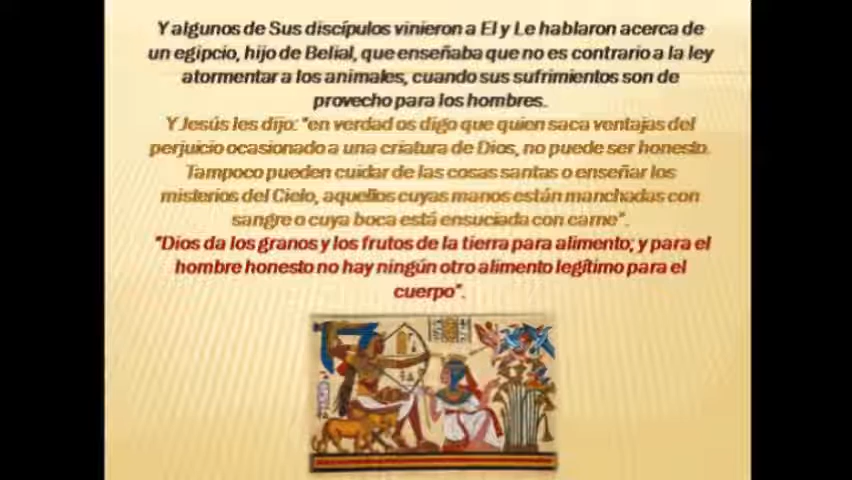 Y algunos de Sus discípulos vinieron a El y Le hablaron acerca de
un egipcio, hijo de Belial, que enseñaba que no es contrario a la ley
atormentar a los animales, cuando sus sufrimientos son de
provecho para los hombres.
Y Jesús les dijo: "en verdad os digo que quien saca ventajas del
perjuicio ocasionado a una criatura de Dios, no puede ser honesto.
Tampoco pueden cuidar de las cosas santas o enseñar los
misterios del Cielo, aquellos cuyas manos están manchadas con
sangre o cuya boca está ensuciada con carne".
"Dios da los granos y los frutos de la tierra para alimento; y para el
hombre honesto no hay ningún otro alimento legítimo para el
cuerpo".